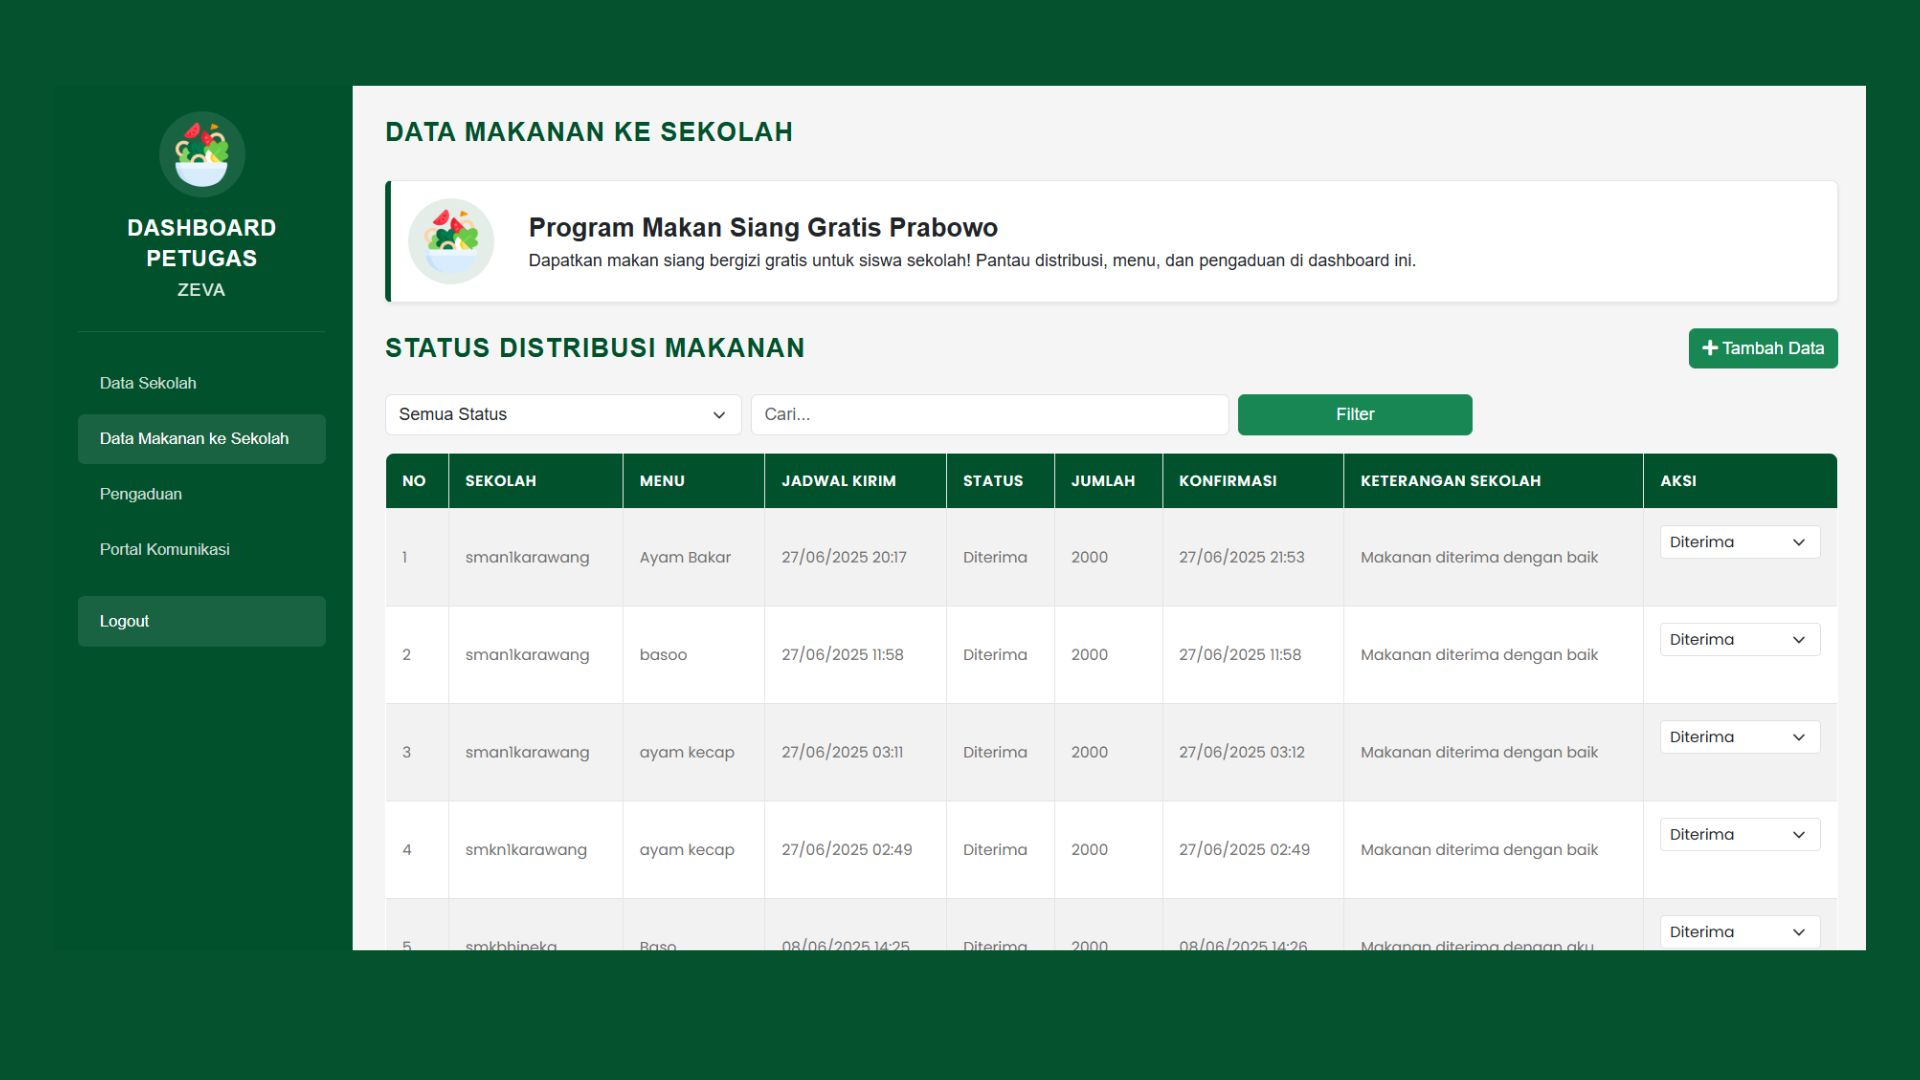 DASHBOARD
PETUGAS
ZEVA
Data Sekolah
Data Makanan ke Sekolah
Pengaduan
Portal Komunikasi
Logout
DATA MAKANAN KE SEKOLAH
Program Makan Siang Gratis Prabowo
Dapatkan makan siang bergizi gratis untuk siswa sekolah! Pantau distribusi, menu, dan pengaduan di dashboard ini.
STATUS DISTRIBUSI MAKANAN
Tambah Data
Semua Status Cari... Filter
NO SEKOLAH MENU JADWAL KIRIM STATUS JUMLAH KONFIRMASI KETERANGAN SEKOLAH AKSI
1 sman1karawang Ayam Bakar 27/06/2025 20:17 Diterima 2000 27/06/2025 21:53 Makanan diterima dengan baik Diterima
2 sman1karawang basoo 27/06/2025 11:58 Diterima 2000 27/06/2025 11:58 Makanan diterima dengan baik Diterima
3 sman1karawang ayam kecap 27/06/2025 03:11 Diterima 2000 27/06/2025 03:12 Makanan diterima dengan baik Diterima
4 smkn1karawang ayam kecap 27/06/2025 02:49 Diterima 2000 27/06/2025 02:49 Makanan diterima dengan baik Diterima
5 smkbhineka Baso 08/06/2025 14:25 Diterima 2000 08/06/2025 14:26 Makanan diterima dengan aku Diterima